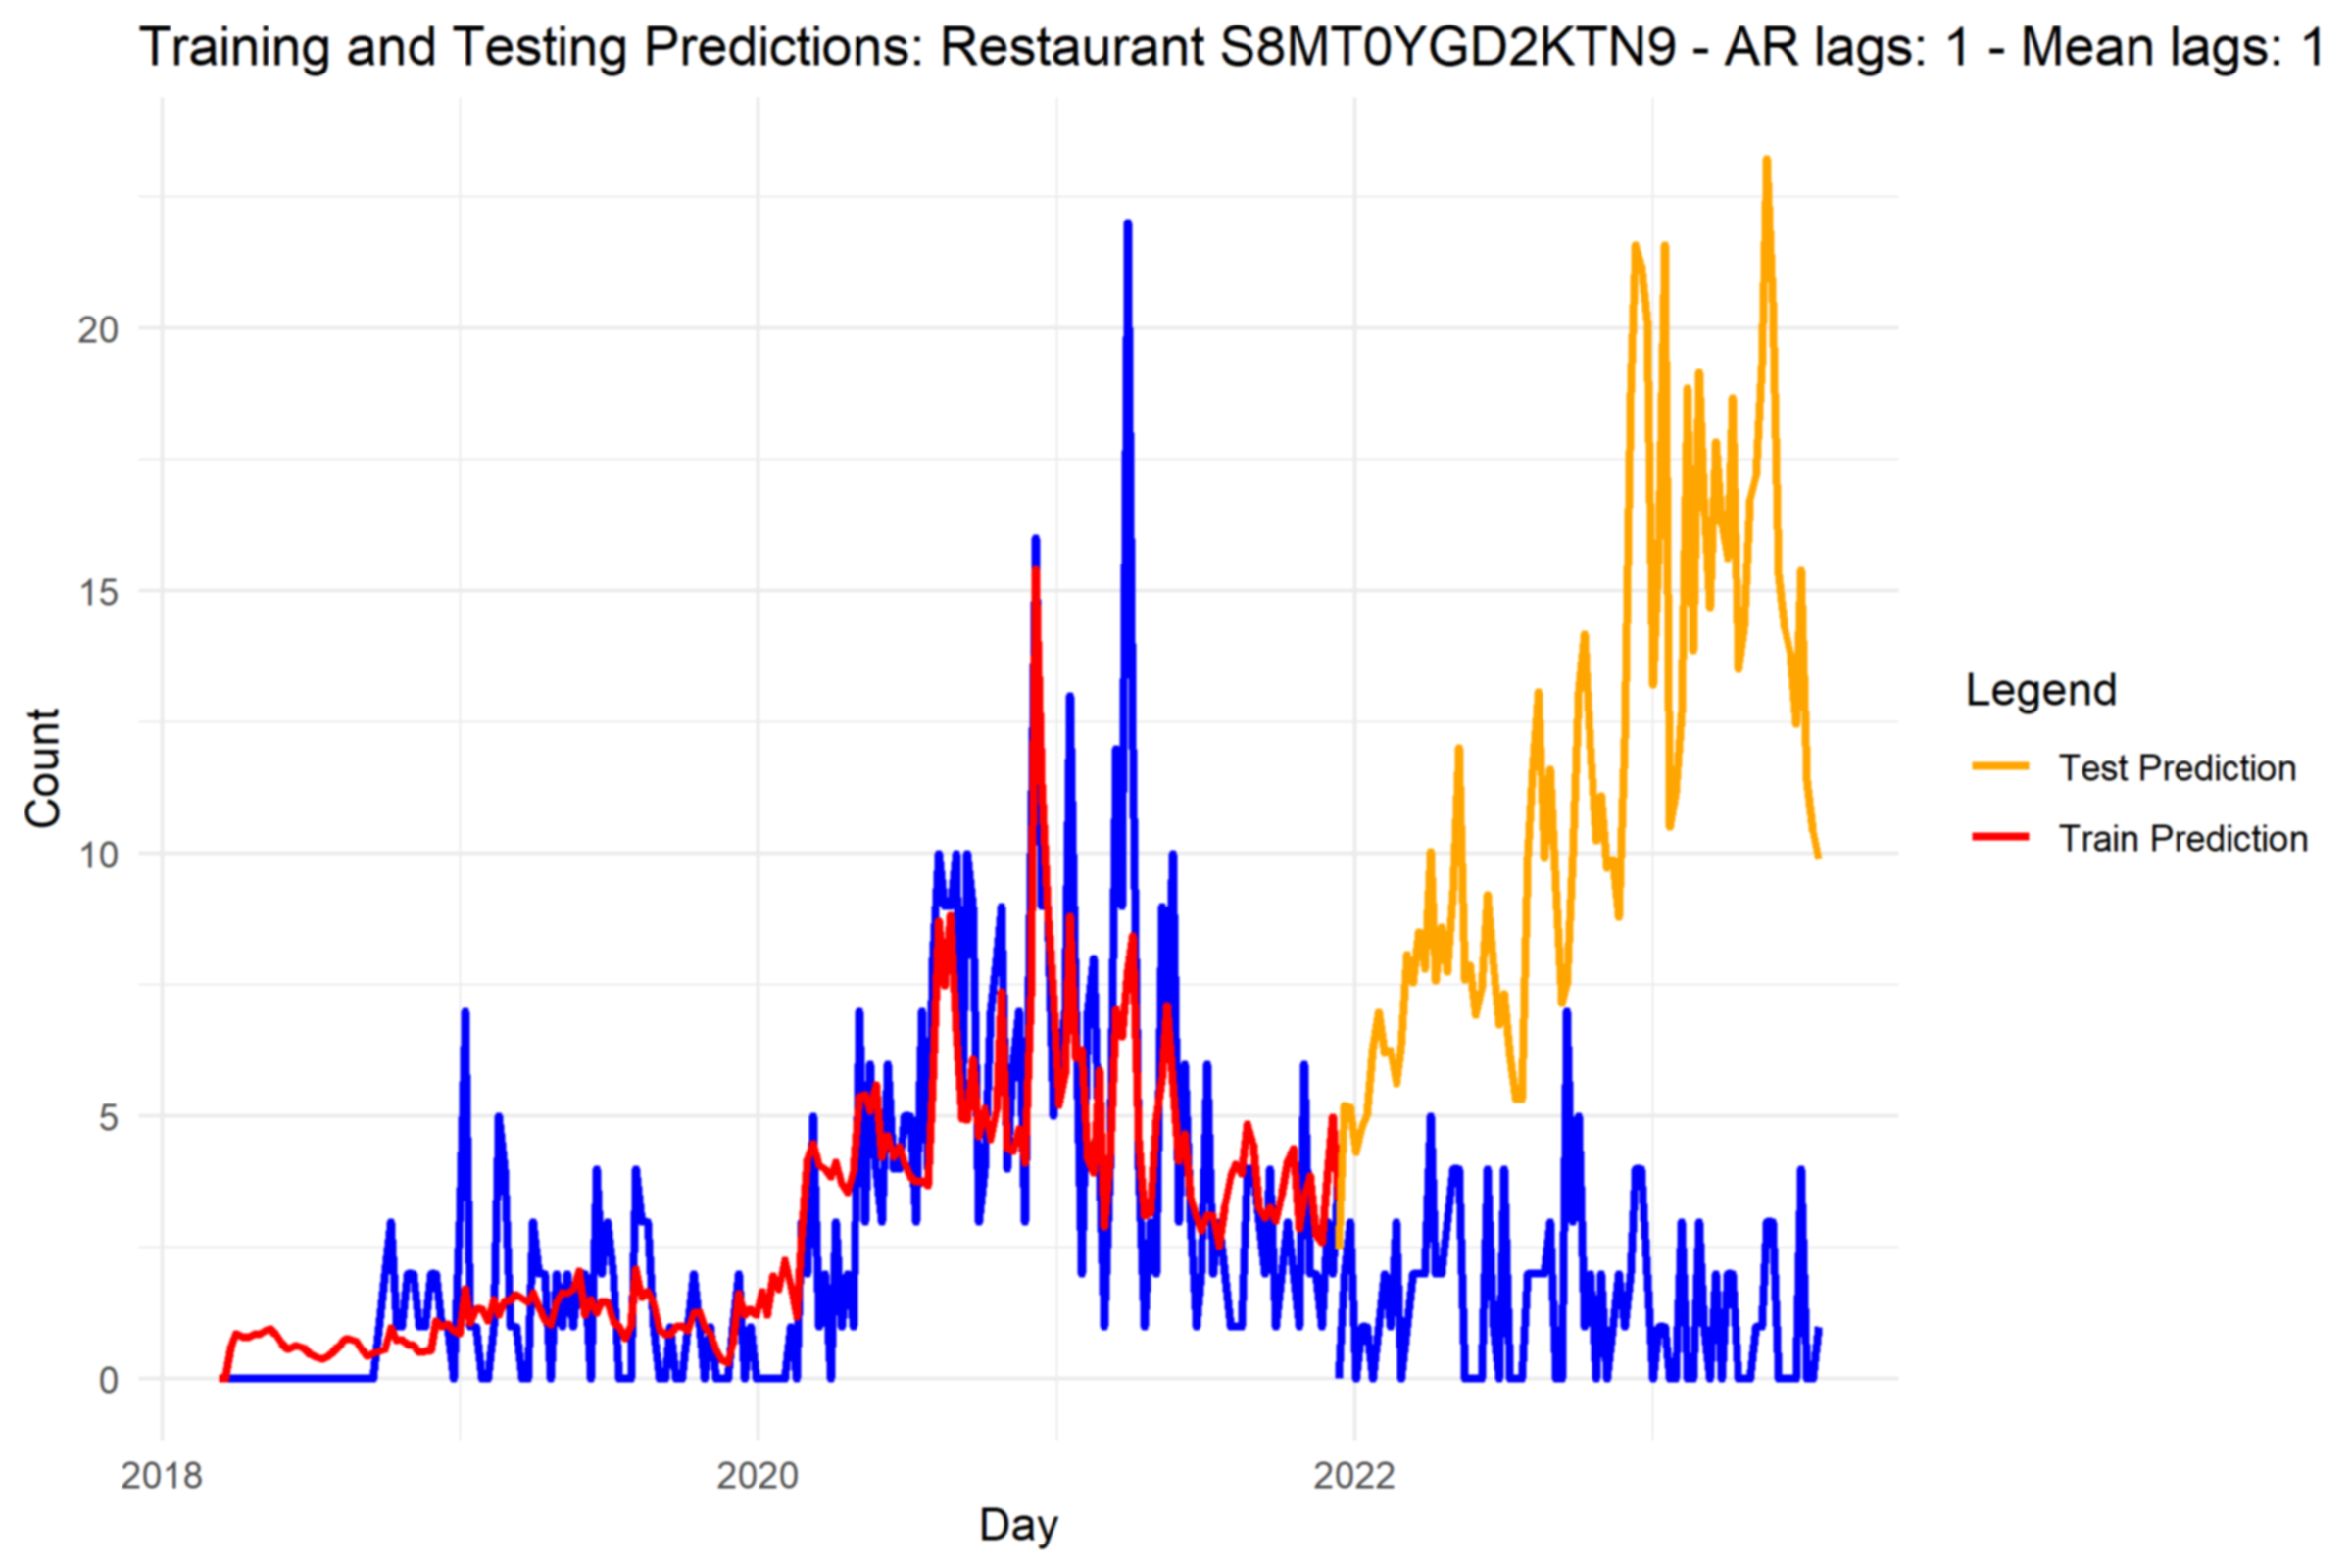 Training and Testing Predictions: Restaurant S8MT0YGD2KTN9 - AR lags: 1 - Mean lags: 1
20
15
10
5
0
Count
2018
2020
2022
Day
Legend
Test Prediction
Train Prediction